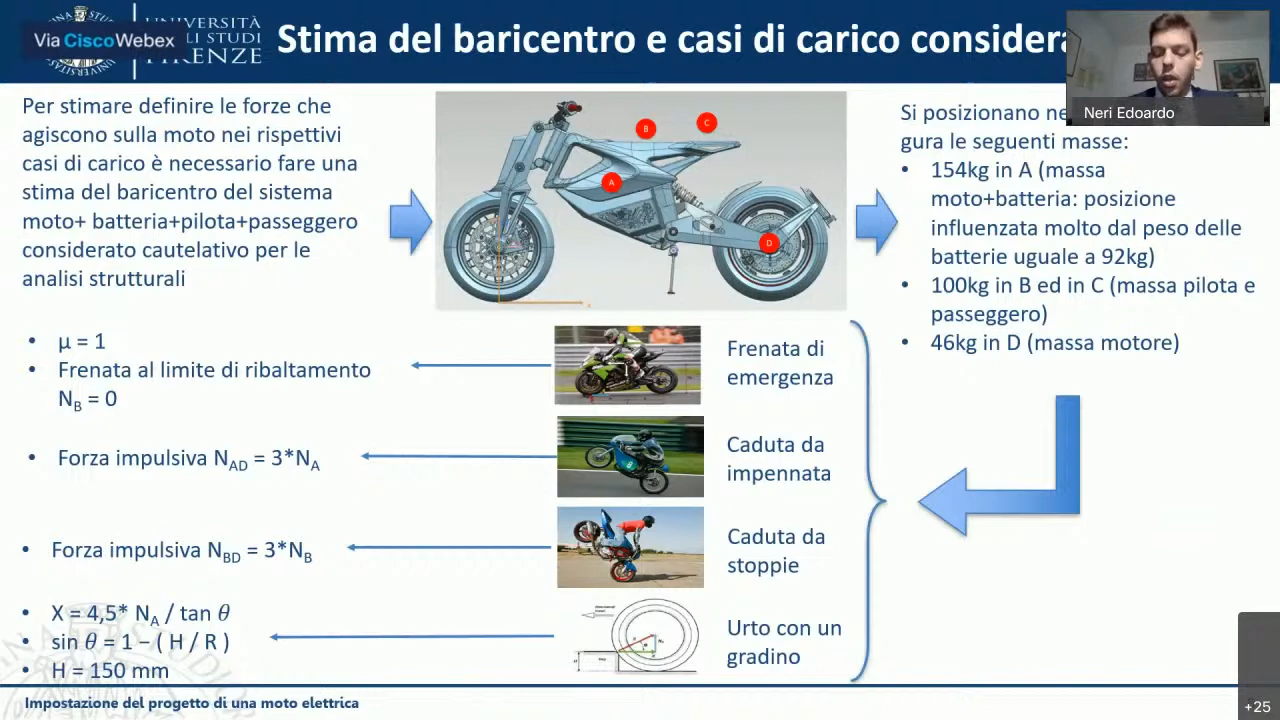 Via Cisco Webex
UNIVERSITÀ
STUDI
FIRENZE
Stima del baricentro e casi di carico
Neri Edoardo
Per stimare definire le forze che
agiscono sulla moto nei rispettivi
casi di carico è necessario fare una
stima del baricentro del sistema
moto+ batteria+pilota+passeggero
considerato cautelativo per le
analisi strutturali
A
B
C
D
Si posizionano
gura le seguenti masse:
• 154kg in A (massa
moto+batteria: posizione
influenzata molto dal peso delle
batterie uguale a 92kg)
• 100kg in B ed in C (massa pilota e
passeggero)
• 46kg in D (massa motore)
• μ = 1
• Frenata al limite di ribaltamento
N_B = 0
Frenata di
emergenza
• Forza impulsiva N_AD = 3*N_A
Caduta da
impennata
• Forza impulsiva N_BD = 3*N_B
Caduta da
stoppie
• X = 4,5* N_A / tan θ
• sin θ = 1 − ( H / R )
• H = 150 mm
Urto con un
gradino
Impostazione del progetto di una moto elettrica
+25